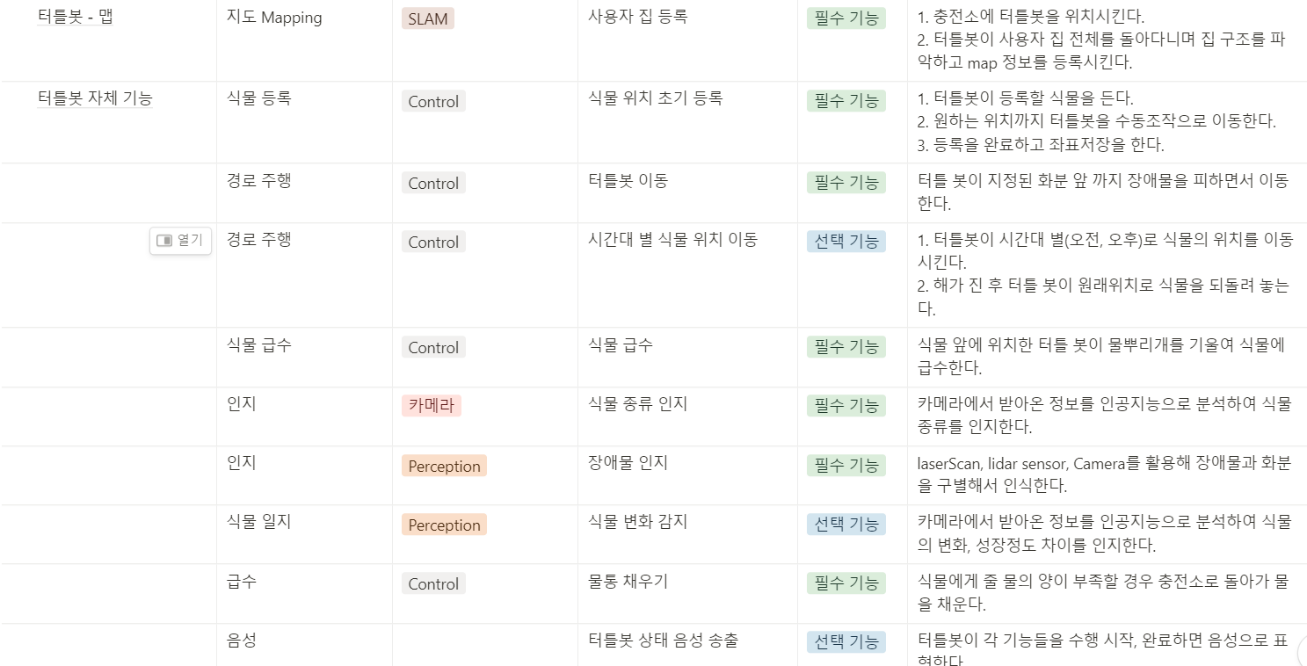 터틀봇 - 맵
지도 Mapping
SLAM
사용자 집 등록
필수 기능
1. 충전소에 터틀봇을 위치시킨다.
2. 터틀봇이 사용자 집 전체를 돌아다니며 집 구조를 파
악하고 map 정보를 등록시킨다.
터틀봇 자체 기능
식물 등록
Control
식물 위치 초기 등록
필수 기능
1. 터틀봇이 등록할 식물을 든다.
2. 원하는 위치까지 터틀봇을 수동조작으로 이동한다.
3. 등록을 완료하고 좌표저장을 한다.
경로 주행
Control
터틀봇 이동
필수 기능
터틀 봇이 지정된 화분 앞 까지 장애물을 피하면서 이동
한다.
열기
경로 주행
Control
시간대 별 식물 위치 이동
선택 기능
1. 터틀봇이 시간대 별(오전, 오후)로 식물의 위치를 이동
시킨다.
2. 해가 진 후 터틀 봇이 원래위치로 식물을 되돌려 놓는
다.
식물 급수
Control
식물 급수
필수 기능
식물 앞에 위치한 터틀 봇이 물뿌리개를 기울여 식물에
급수한다.
인지
카메라
식물 종류 인지
필수 기능
카메라에서 받아온 정보를 인공지능으로 분석하여 식물
종류를 인지한다.
인지
Perception
장애물 인지
필수 기능
laserScan, lidar sensor, Camera를 활용해 장애물과 화분
을 구별해서 인식한다.
식물 일지
Perception
식물 변화 감지
선택 기능
카메라에서 받아온 정보를 인공지능으로 분석하여 식물
의 변화, 성장정도 차이를 인지한다.
급수
Control
물통 채우기
필수 기능
식물에게 줄 물의 양이 부족할 경우 충전소로 돌아가 물
을 채운다.
음성
터틀봇 상태 음성 송출
선택 기능
터틀봇이 각 기능들을 수행 시작, 완료하면 음성으로 표
현한다